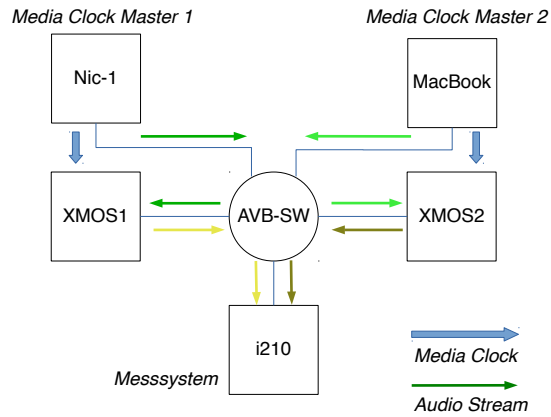 Media Clock Master 1
Media Clock Master 2
Nic-1
MacBook
XMOS1
AVB-SW
XMOS2
i210
Messsystem
Media Clock
Audio Stream